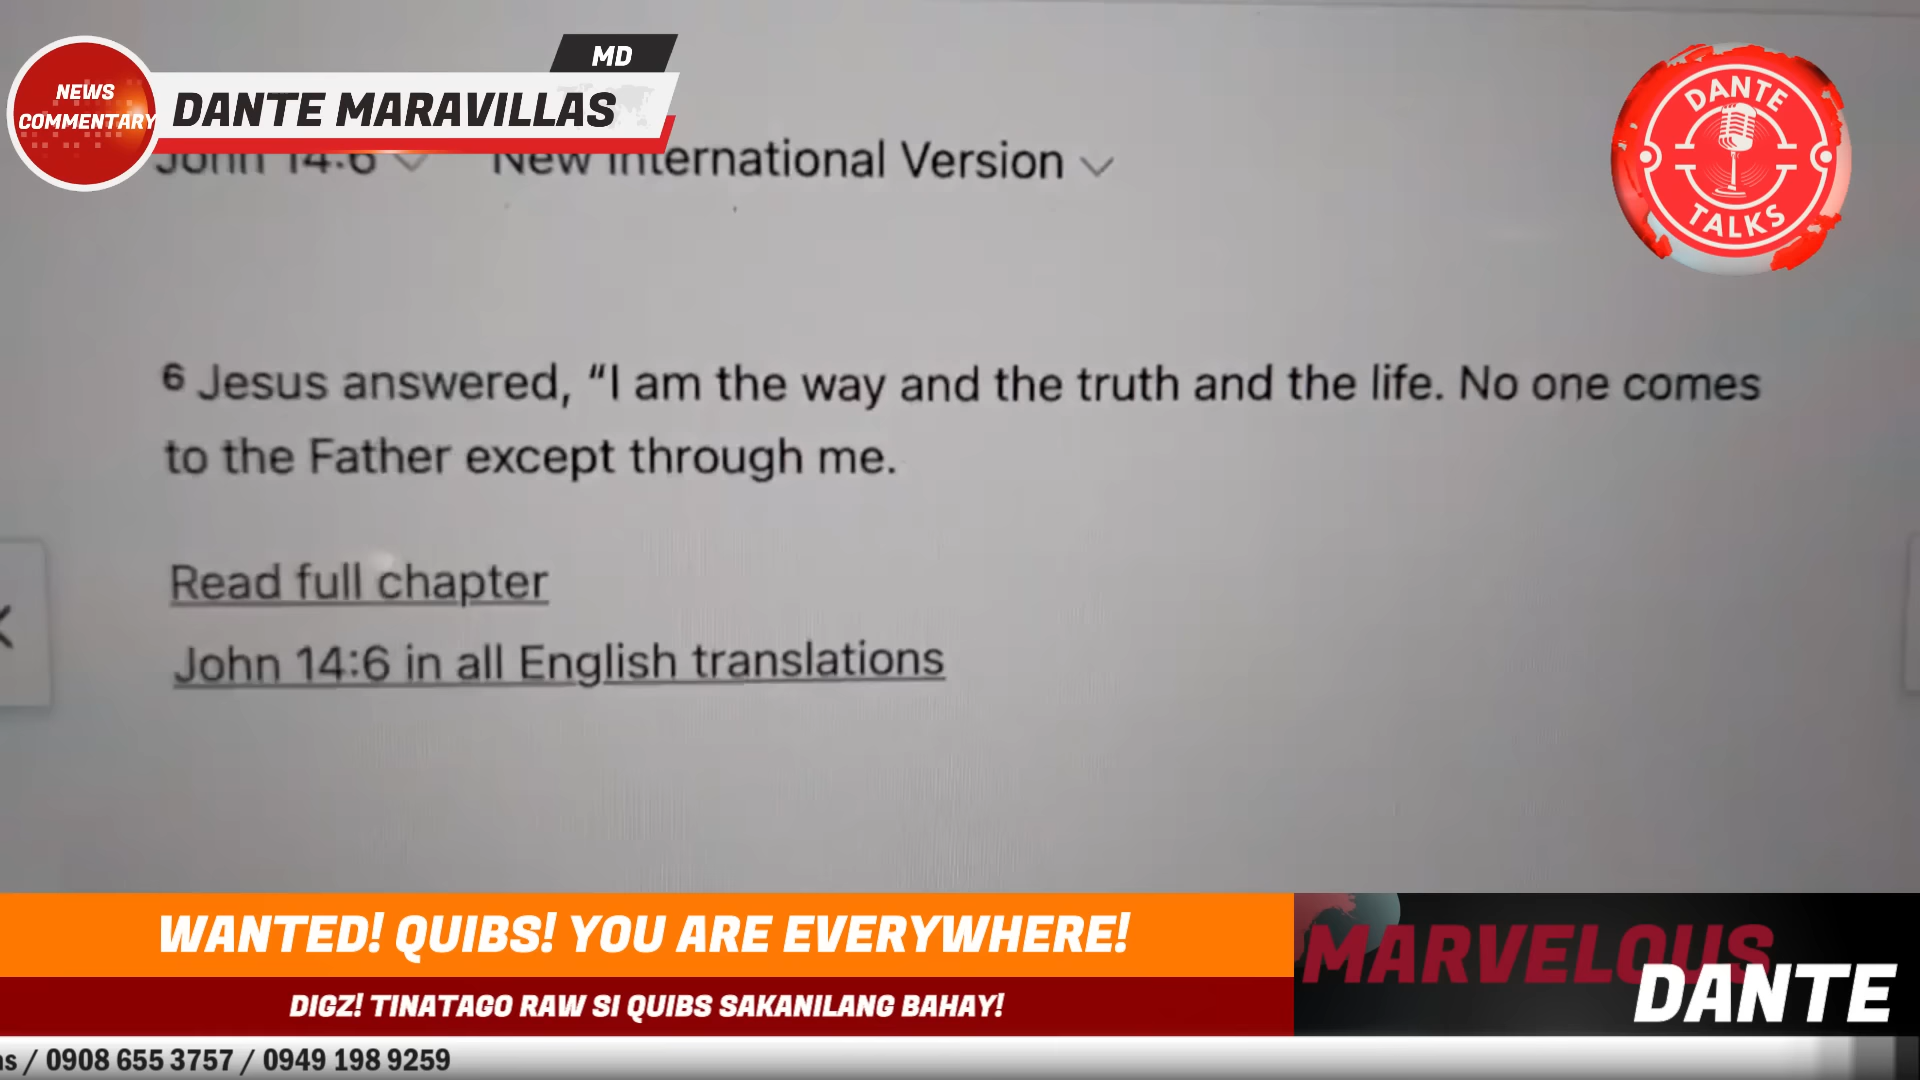 MD
NEWS
COMMENTARY
DANTE MARAVILLAS
DANTE
TALKS
John 14:6 New International Version
6 Jesus answered, “I am the way and the truth and the life. No one comes
to the Father except through me.
Read full chapter
John 14:6 in all English translations
WANTED! QUIBS! YOU ARE EVERYWHERE!
DIGZ! TINATAGO RAW SI QUIBS SAKANILANG BAHAY!
MARVELOUS
DANTE
/ 0908 655 3757 / 0949 198 9259